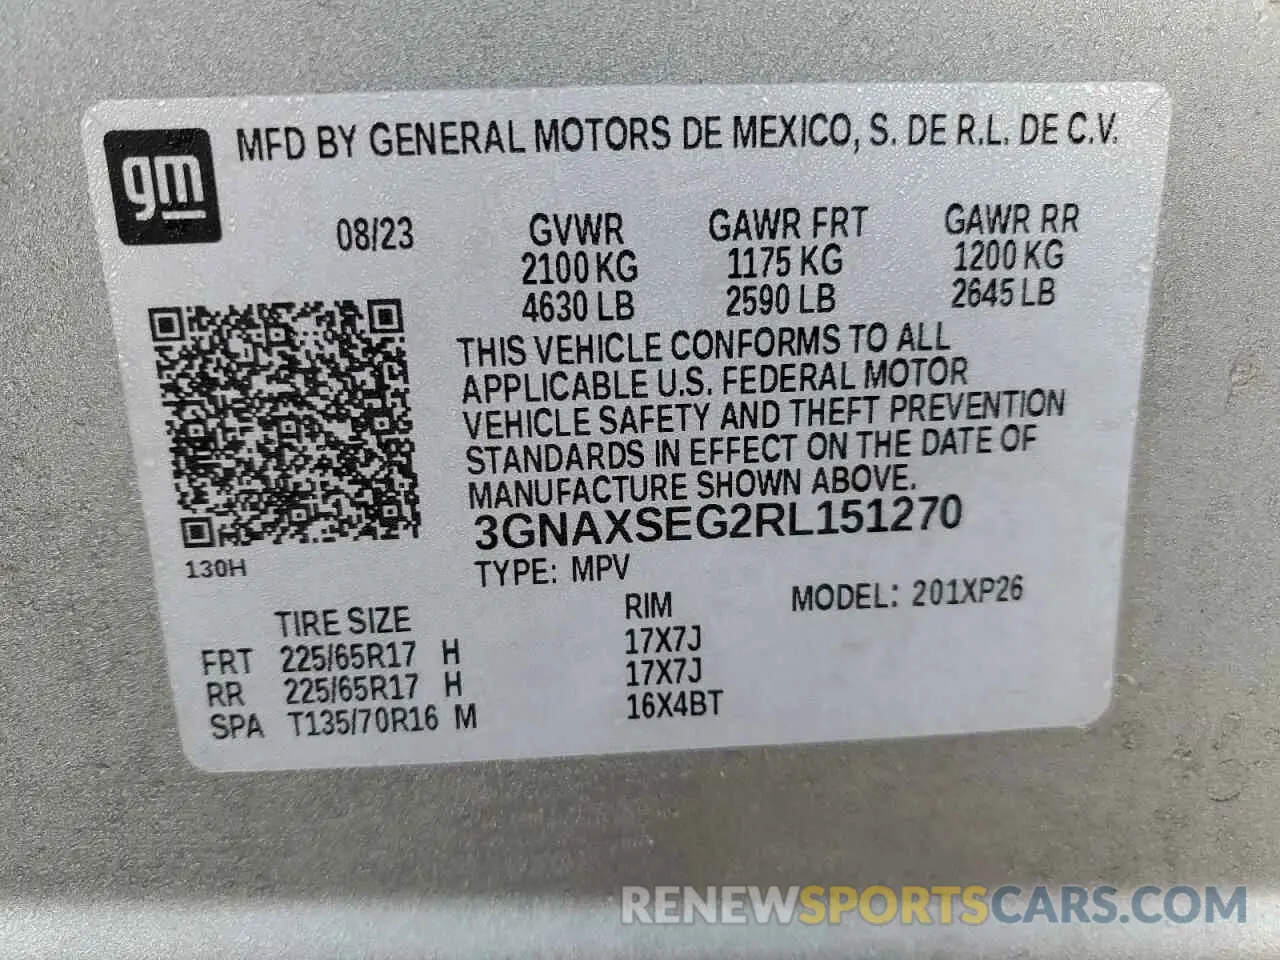 gm
MFD BY GENERAL MOTORS DE MEXICO, S. DE R.L. DE C.V.
08/23
GVWR GAWR FRT GAWR RR
2100 KG 1175 KG 1200 KG
4630 LB 2590 LB 2645 LB
THIS VEHICLE CONFORMS TO ALL
APPLICABLE U.S. FEDERAL MOTOR
VEHICLE SAFETY AND THEFT PREVENTION
STANDARDS IN EFFECT ON THE DATE OF
MANUFACTURE SHOWN ABOVE.
3GNAXSEG2RL151270
130H
TYPE: MPV
MODEL: 201XP26
TIRE SIZE RIM
FRT 225/65R17 H 17X7J
RR 225/65R17 H 17X7J
SPA T135/70R16 M 16X4BT
RENEWSPORTSCARS.COM